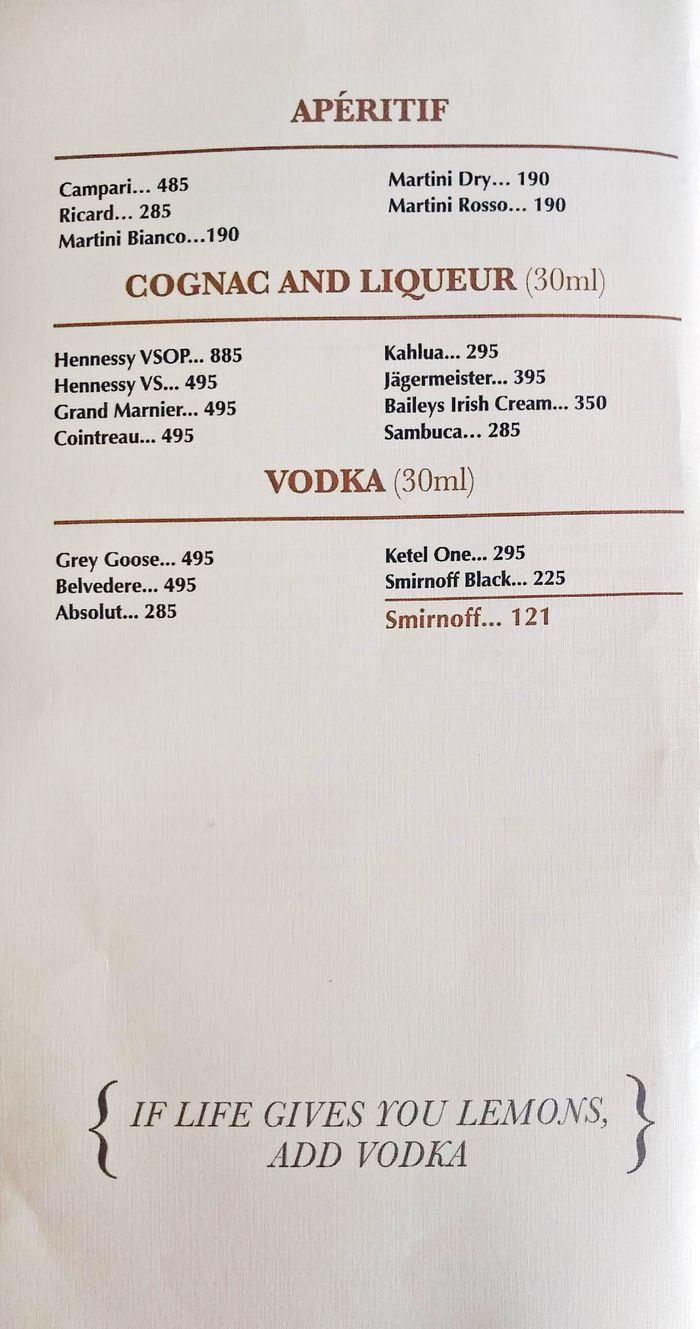 APÉRITIF
Campari... 485
Ricard... 285
Martini Bianco...190
Martini Dry... 190
Martini Rosso... 190
COGNAC AND LIQUEUR (30ml)
Hennessy VSOP... 885
Hennessy VS... 495
Grand Marnier... 495
Cointreau... 495
Kahlua... 295
Jägermeister... 395
Baileys Irish Cream... 350
Sambuca... 285
VODKA (30ml)
Grey Goose... 495
Belvedere... 495
Absolut... 285
Ketel One... 295
Smirnoff Black... 225
Smirnoff... 121
{ IF LIFE GIVES YOU LEMONS,
ADD VODKA }